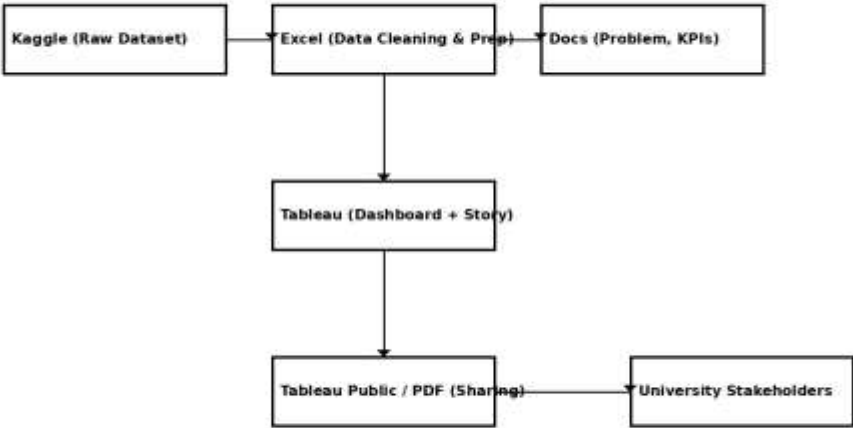 Kaggle (Raw Dataset)
Excel (Data Cleaning & Prep)
Docs (Problem, KPIs)
Tableau (Dashboard + Story)
Tableau Public / PDF (Sharing)
University Stakeholders